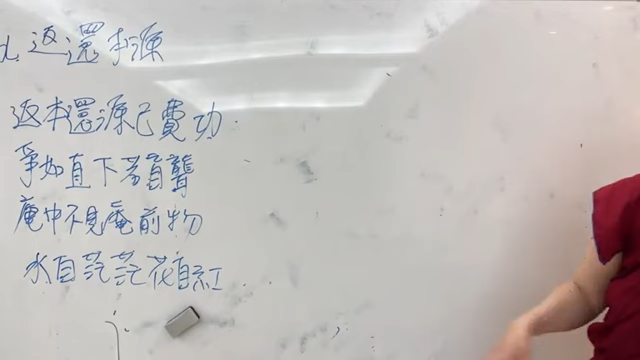 返還本源
返本還源已費功
爭如直下若盲聾
庵中不見庵前物
水自茫茫花自紅